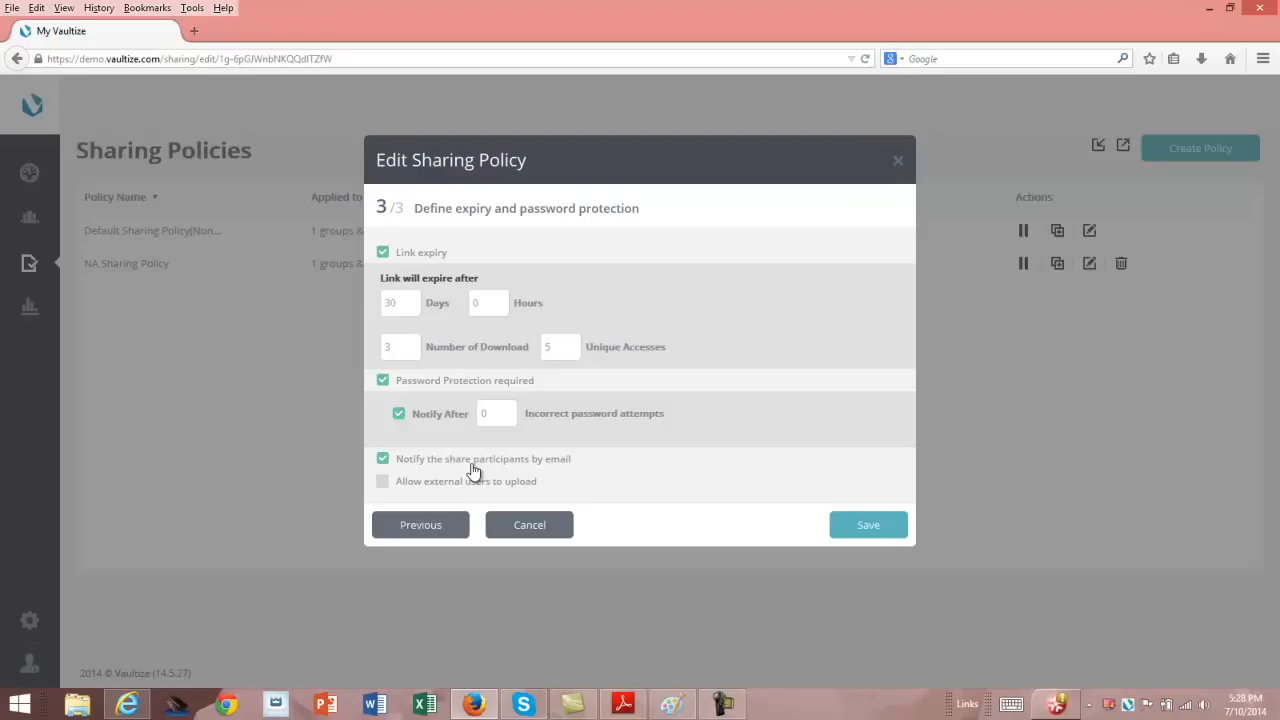 File Edit View History Bookmarks Tools Help
My Vaultize
https://demo.vaultize.com/sharing/edit/1g-6pGJWnbNKQQdITZfW
Google
Sharing Policies
Create Policy
Policy Name
Applied to
Actions
Default Sharing Policy(Non...
1 groups &
NA Sharing Policy
1 groups &
Edit Sharing Policy
3 /3 Define expiry and password protection
Link expiry
Link will expire after
30 Days 0 Hours
3 Number of Download 5 Unique Accesses
Password Protection required
Notify After 0 Incorrect password attempts
Notify the share participants by email
Allow external users to upload
Previous Cancel Save
2014 © Vaultize (14.5.27)
Links
5:28 PM
7/10/2014